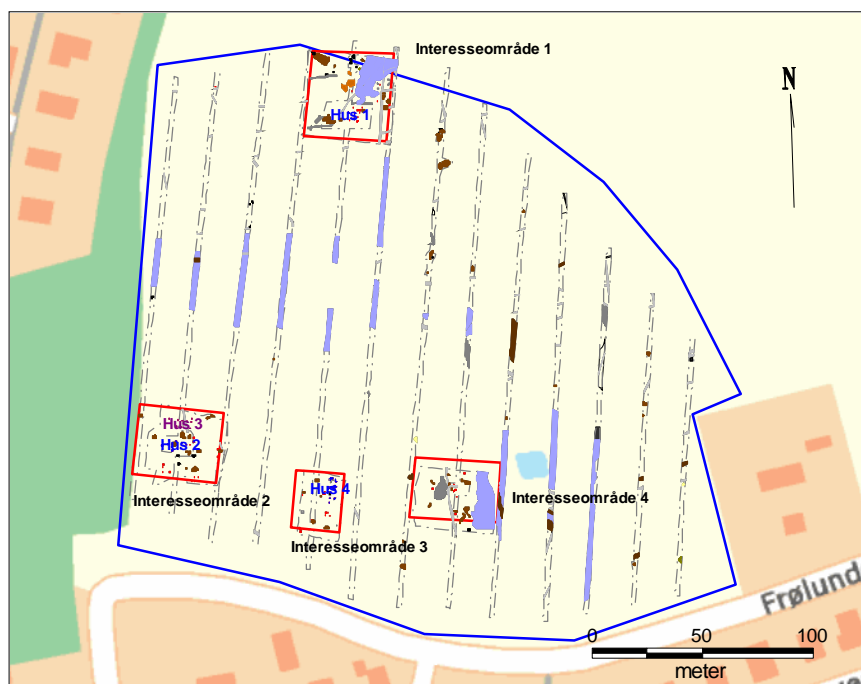 Interesseområde 1
N
Hus 1
Hus 3
Hus 2
Interesseområde 2
Hus 4
Interesseområde 3
Interesseområde 4
Frølund
0 50 100
meter